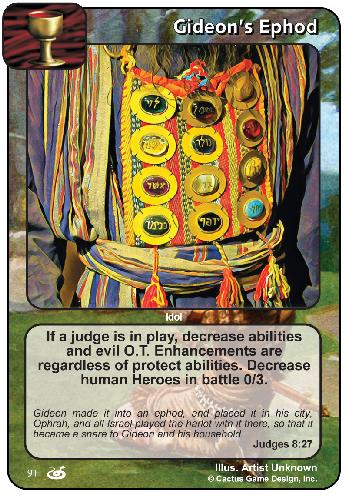 Gideon's Ephod
Idol
If a judge is in play, decrease abilities
and evil O.T. Enhancements are
regardless of protect abilities. Decrease
human Heroes in battle 0/3.
Gideon made it into an ephod, and placed it in his city,
Ophrah, and all Israel played the harlot with it there, so that it
became a snare to Gideon and his household.
Judges 8:27
91
Illus. Artist Unknown
© Cactus Game Design, Inc.